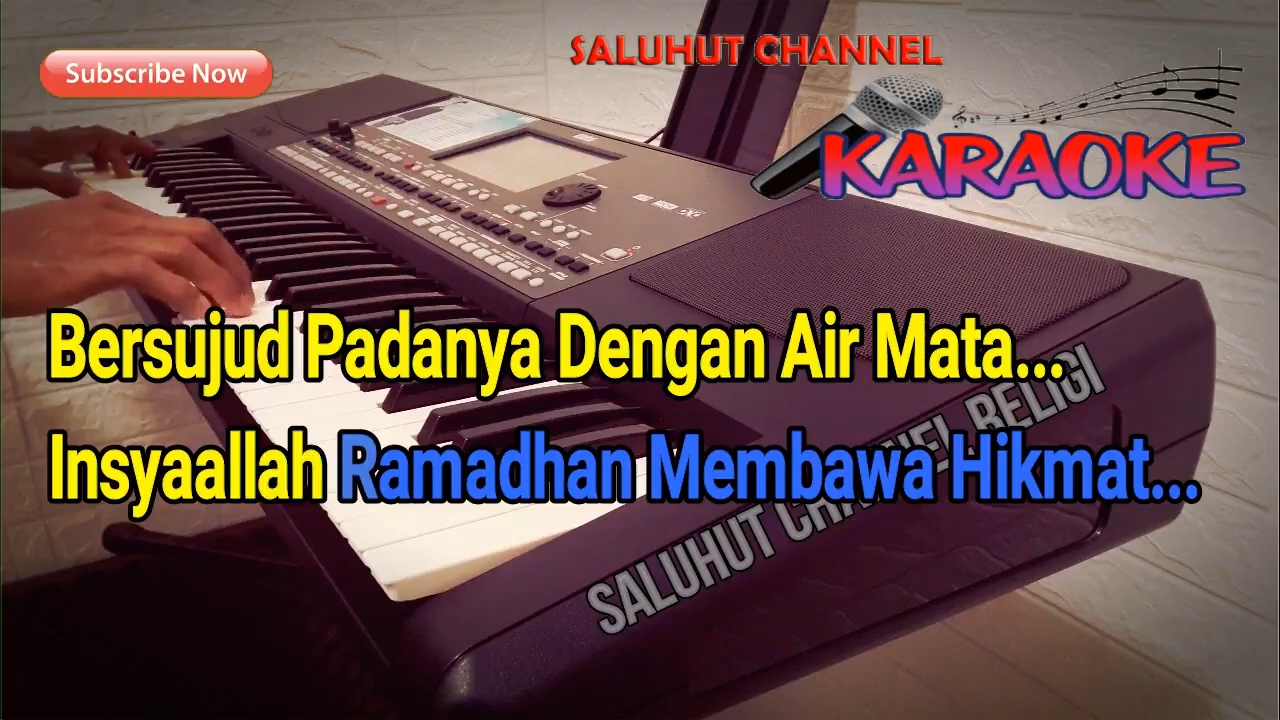 SALUHUT CHANNEL
Subscribe Now
KARAOKE
Bersujud Padanya Dengan Air Mata...
Insyaallah Ramadhan Membawa Hikmat...
SALUHUT CHANNEL RELIGI